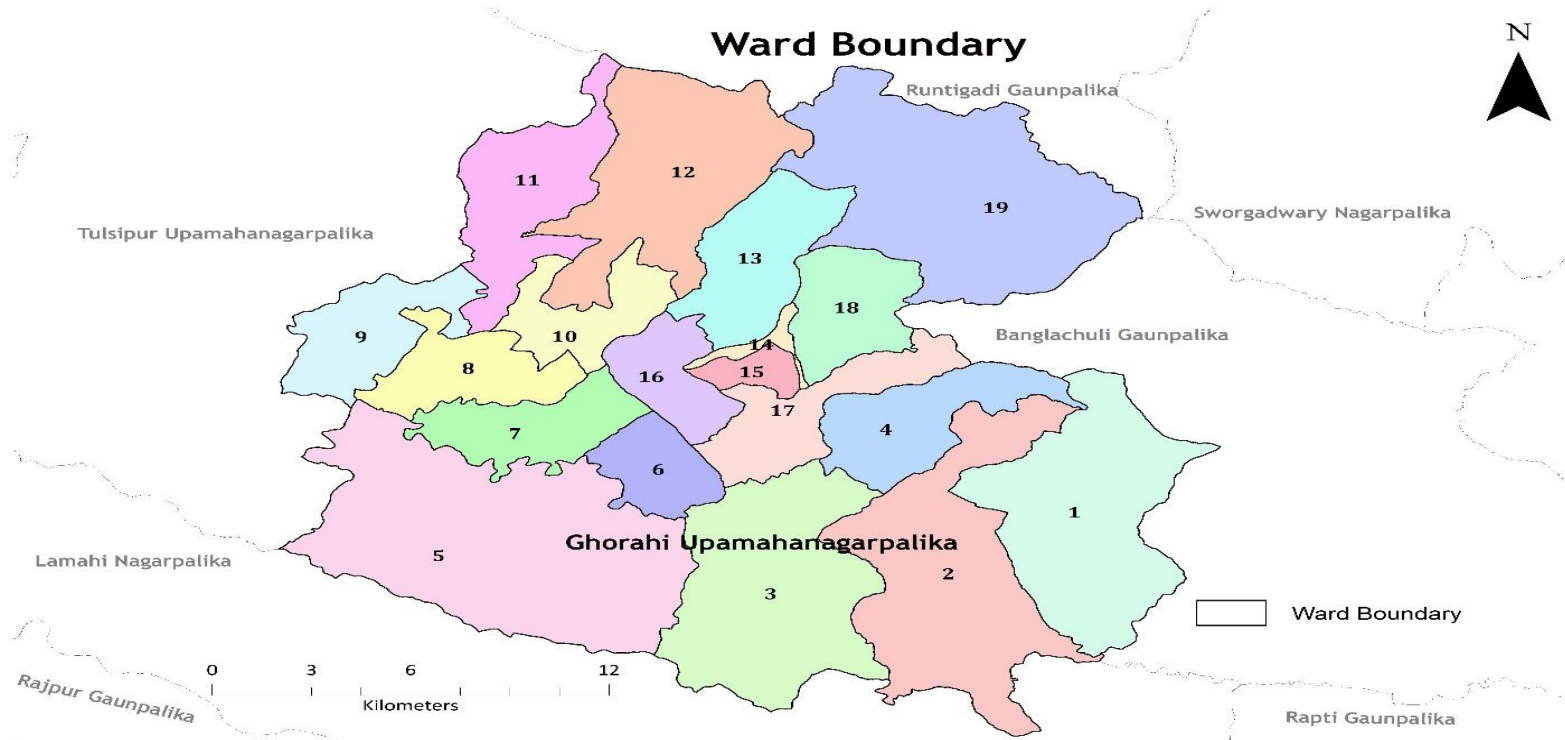 Ward Boundary
N
Runtigadi Gaunpalika
12
11
19
Sworgadwary Nagarpalika
Tulsipur Upamahanagarpalika
13
18
Banglachuli Gaunpalika
9
10
14
8
15
16
17
4
7
6
1
Ghorahi Upamahanagarpalika
5
Lamahi Nagarpalika
2
3
Ward Boundary
0 3 6 12
Kilometers
Rajpur Gaunpalika
Rapti Gaunpalika